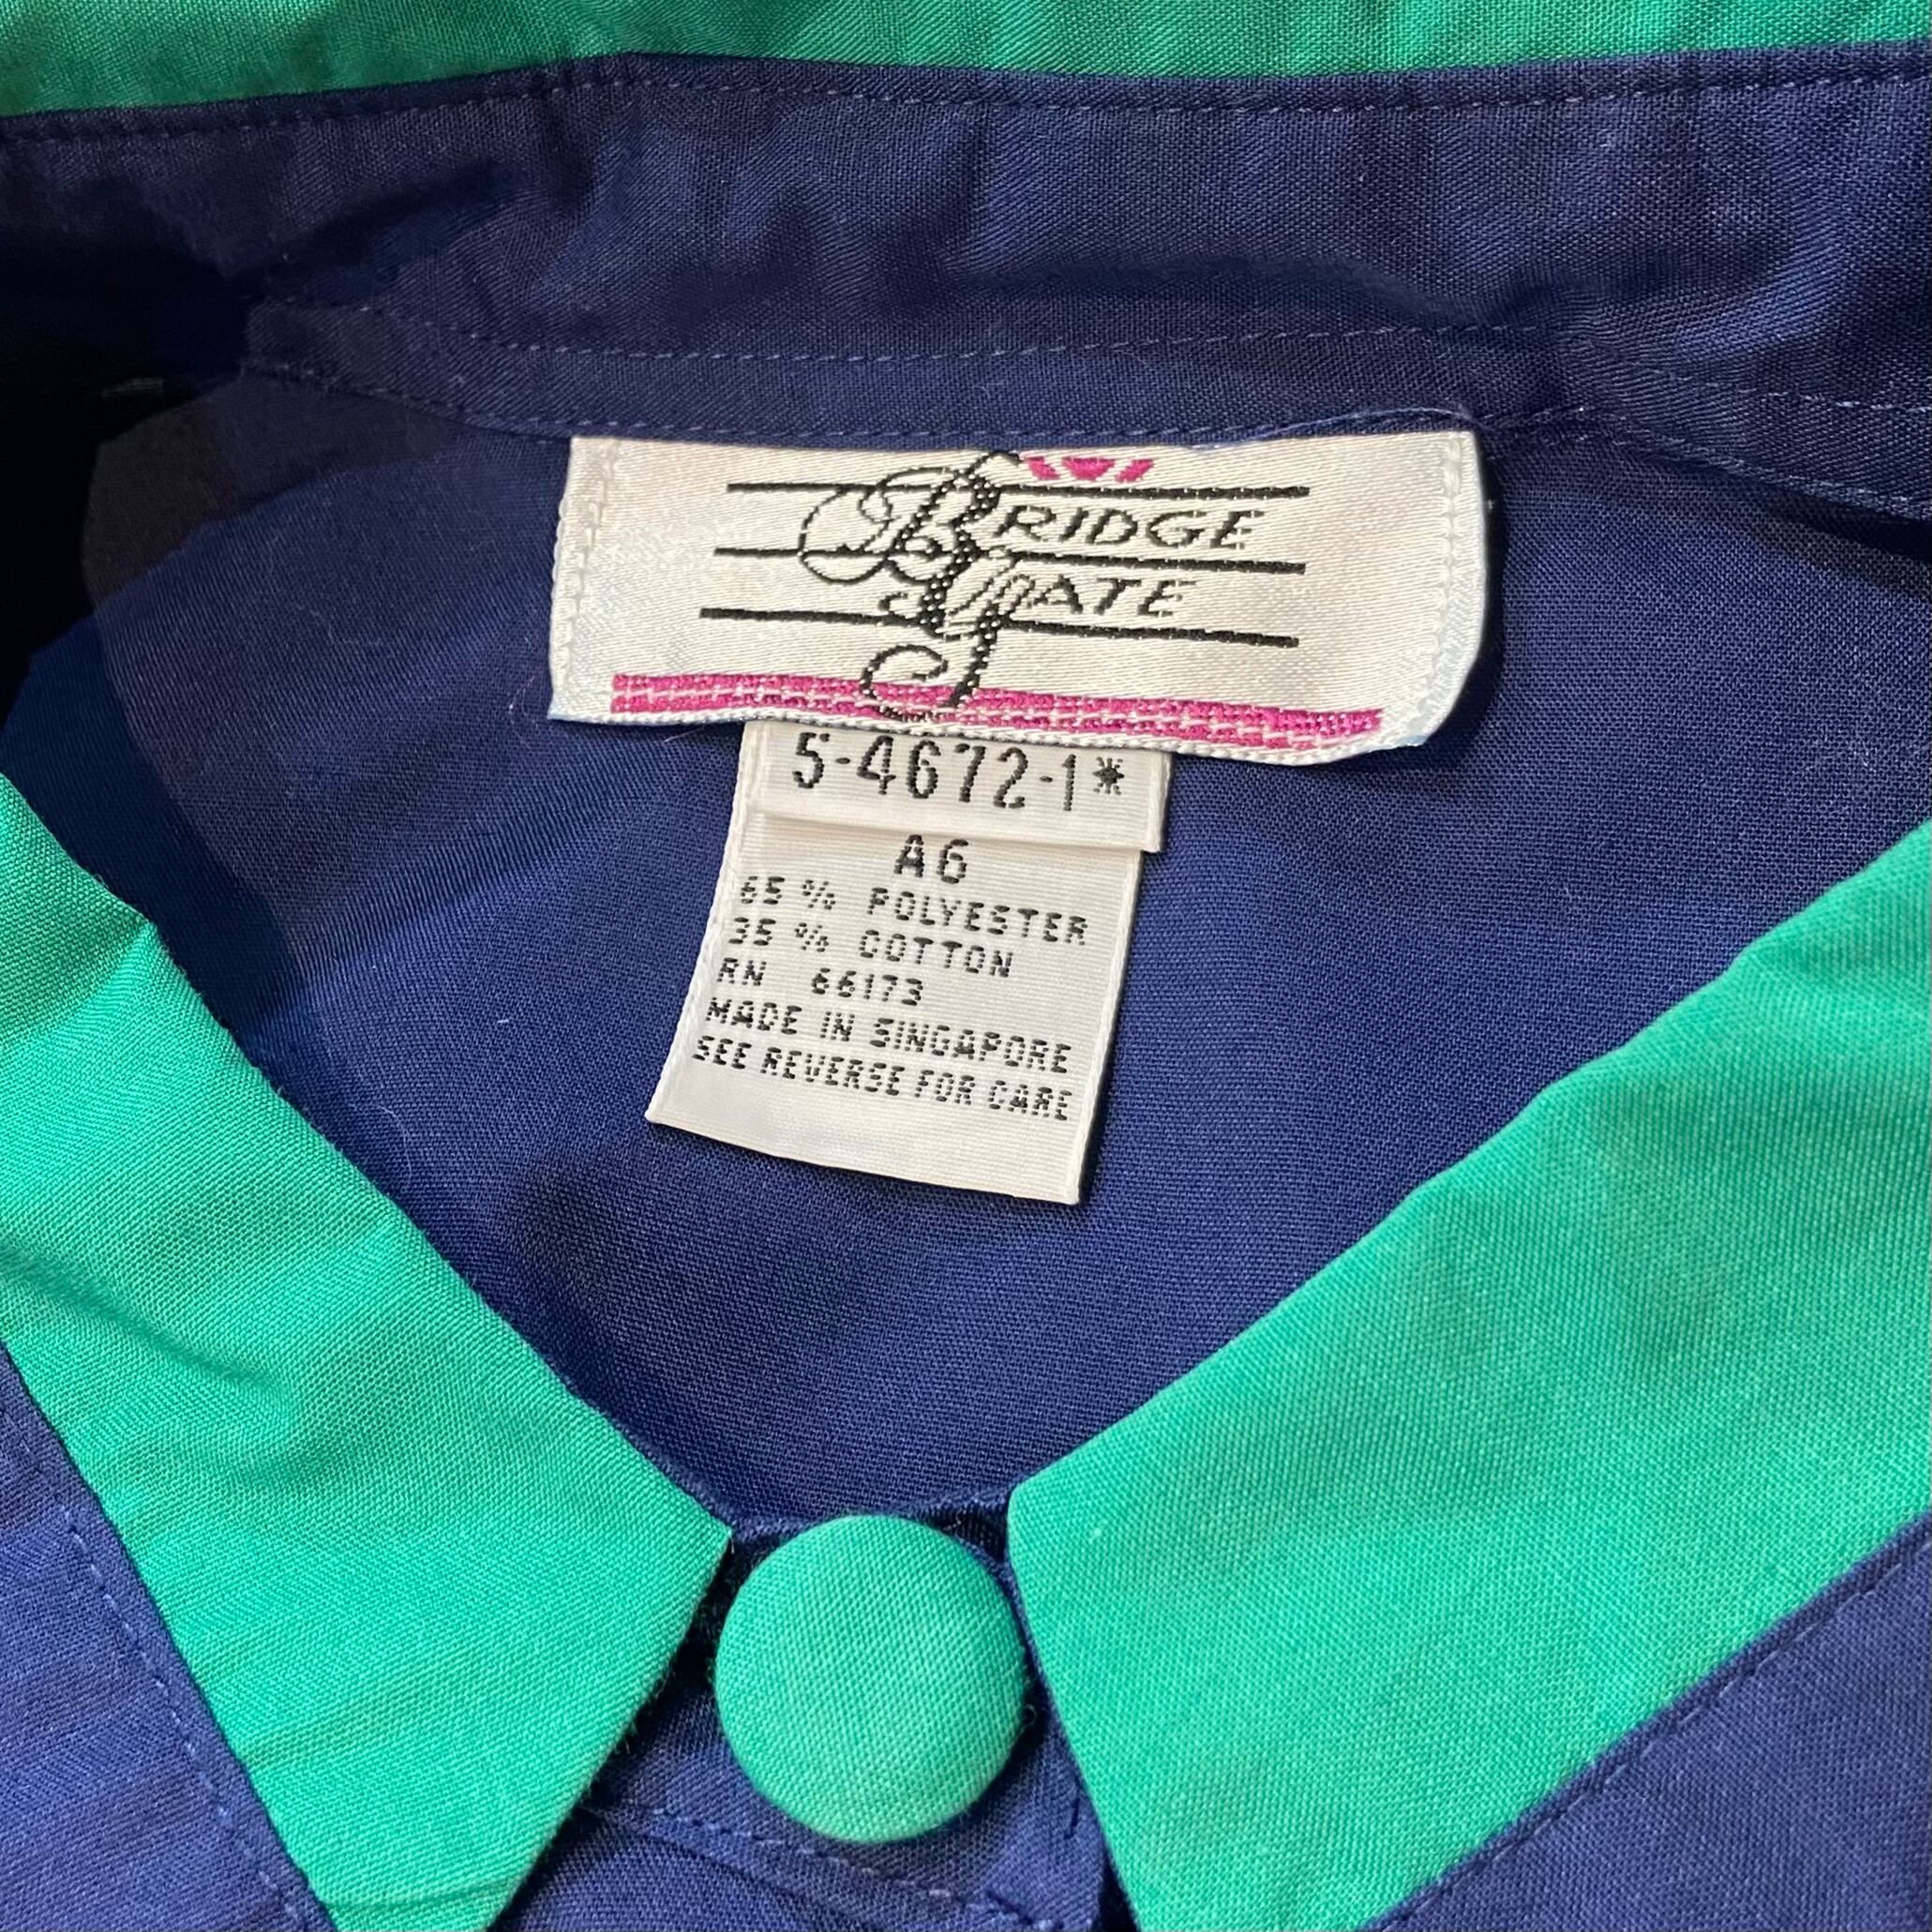 BRIDGE
GATE
5-4672-1*
A6
65 % POLYESTER
35 % COTTON
RN 66173
MADE IN SINGAPORE
SEE REVERSE FOR CARE